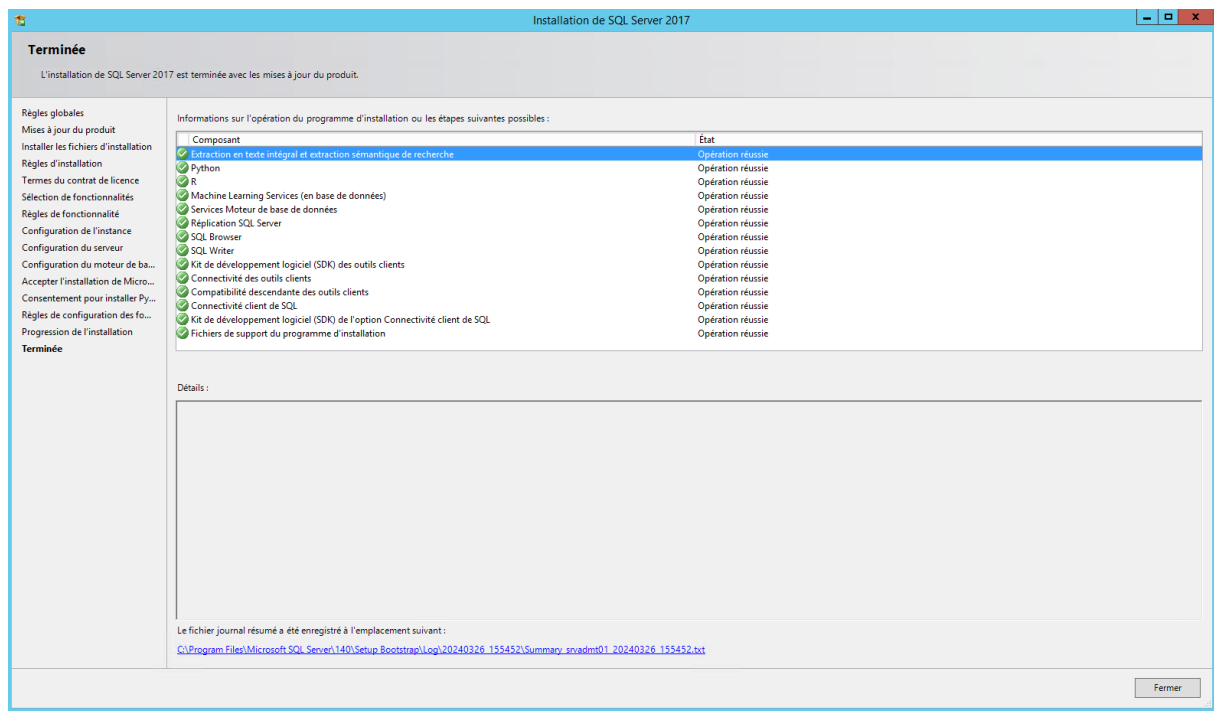 Installation de SQL Server 2017
Terminée
L'installation de SQL Server 2017 est terminée avec les mises à jour du produit.
Règles globales
Mises à jour du produit
Installer les fichiers d'installation
Règles d'installation
Termes du contrat de licence
Sélection de fonctionnalités
Règles de fonctionnalité
Configuration de l'instance
Configuration du serveur
Configuration du moteur de ba...
Accepter l'installation de Micro...
Consentement pour installer Py...
Règles de configuration des fo...
Progression de l'installation
Terminée
Informations sur l'opération du programme d'installation ou les étapes suivantes possibles :
Composant État
Extraction en texte intégral et extraction sémantique de recherche Opération réussie
Python Opération réussie
R Opération réussie
Machine Learning Services (en base de données) Opération réussie
Services Moteur de base de données Opération réussie
Réplication SQL Server Opération réussie
SQL Browser Opération réussie
SQL Writer Opération réussie
Kit de développement logiciel (SDK) des outils clients Opération réussie
Connectivité des outils clients Opération réussie
Compatibilité descendante des outils clients Opération réussie
Connectivité client de SQL Opération réussie
Kit de développement logiciel (SDK) de l'option Connectivité client de SQL Opération réussie
Fichiers de support du programme d'installation Opération réussie
Détails :
Le fichier journal résumé a été enregistré à l'emplacement suivant :
C:\Program Files\Microsoft SQL Server\140\Setup Bootstrap\Log\20240326_155452\Summary_srvadmt01_20240326_155452.txt
Fermer